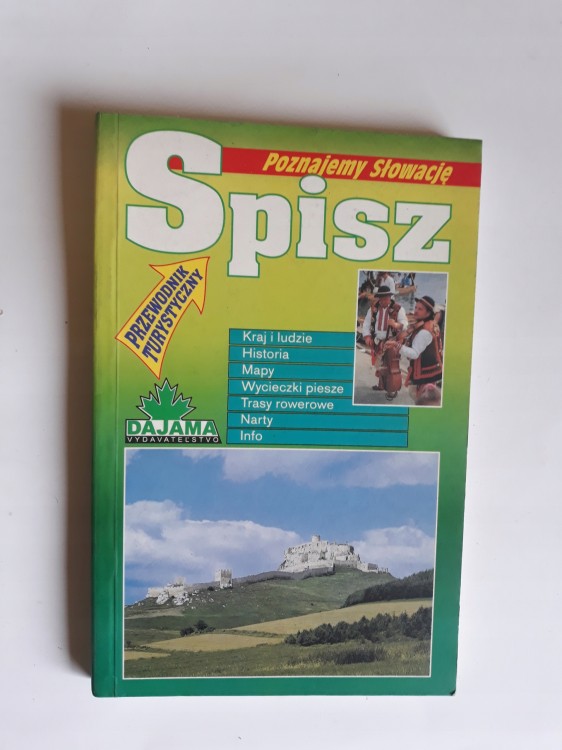 Poznajemy Słowację
Spisz
PRZEWODNIK
TURYSTYCZNY
Kraj i ludzie
Historia
Mapy
Wycieczki piesze
Trasy rowerowe
Narty
Info
DAJAMA
VYDAVATEĽSTVO